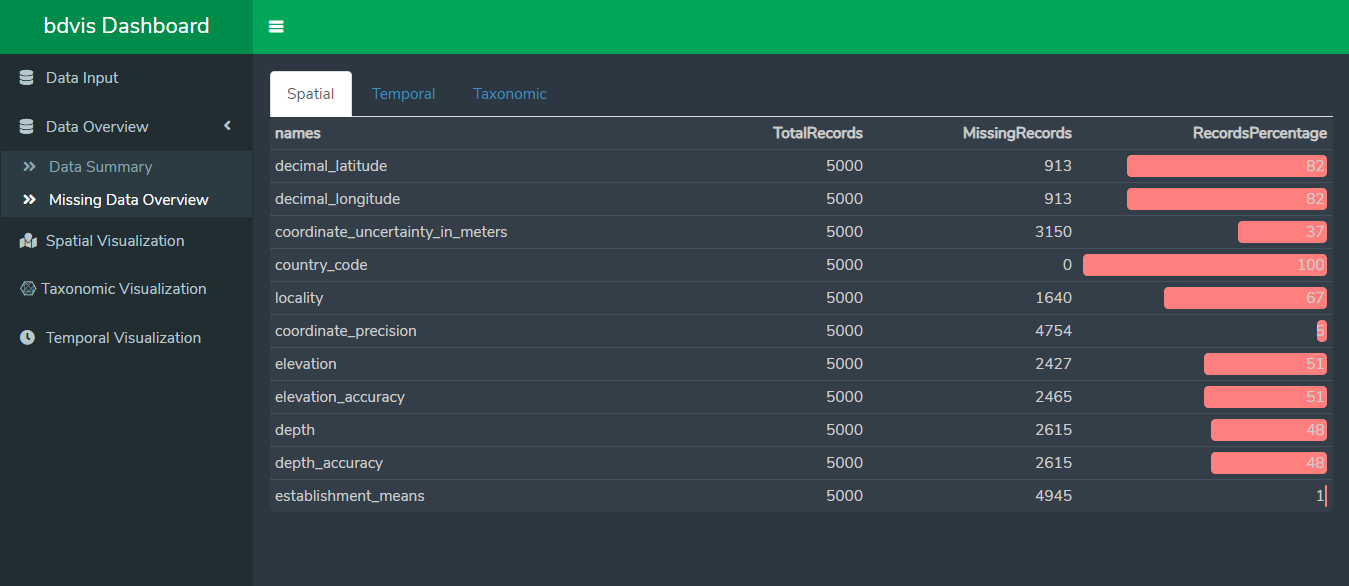 bdvis Dashboard
Data Input
Data Overview
Data Summary
Missing Data Overview
Spatial Visualization
Taxonomic Visualization
Temporal Visualization
Spatial Temporal Taxonomic
names TotalRecords MissingRecords RecordsPercentage
decimal_latitude 5000 913 82
decimal_longitude 5000 913 82
coordinate_uncertainty_in_meters 5000 3150 37
country_code 5000 0 100
locality 5000 1640 67
coordinate_precision 5000 4754 5
elevation 5000 2427 51
elevation_accuracy 5000 2465 51
depth 5000 2615 48
depth_accuracy 5000 2615 48
establishment_means 5000 4945 1